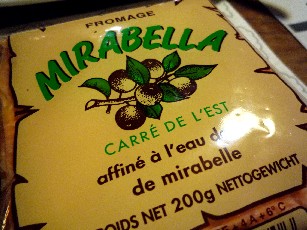 FROMAGE
MIRABELLA
CARRÉ DE L'EST
affiné à l'eau de
de mirabelle
POIDS NET 200g NETTOGEWICHT